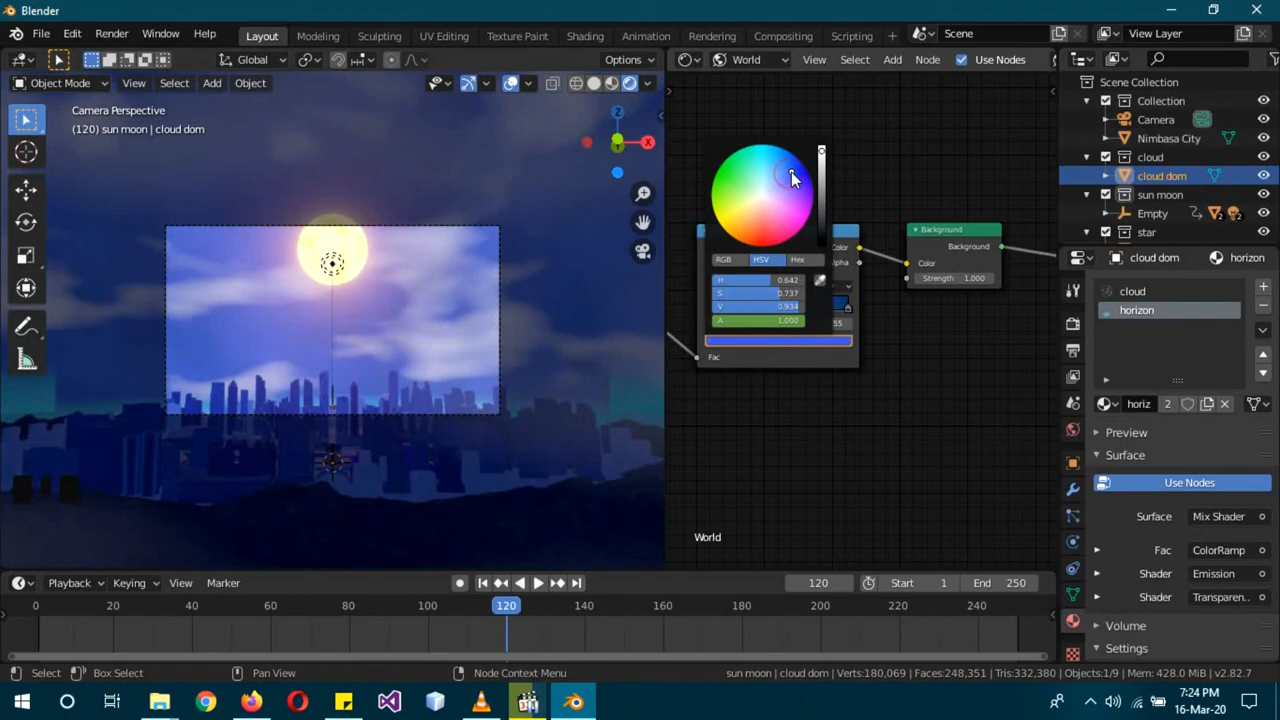 Blender
File Edit Render Window Help
Layout Modeling Sculpting UV Editing Texture Paint Shading Animation Rendering Compositing Scripting
Scene
View Layer
Global
Options
World
View Select Add Node Use Nodes
Object Mode View Select Add Object
Camera Perspective
(120) sun moon | cloud dom
Z
X
Y
Scene Collection
Collection
Camera
Nimbasa City
cloud
cloud dom
sun moon
Empty
2 2
star
RGB HSV Hex
H 0.642
S 0.737
V 0.934
A 1.000
Color
lpha
55
Fac
Background
Background
Color
Strength 1.000
World
cloud dom horizon
cloud
horizon
horiz 2
Preview
Surface
Use Nodes
Surface Mix Shader
Fac ColorRamp
Shader Emission
Shader Transparen..
Volume
Settings
Playback Keying View Marker
120 Start 1 End 250
0 20 40 60 80 100 120 140 160 180 200 220 240
Select Box Select Pan View Node Context Menu
sun moon | cloud dom | Verts:180,069 | Faces:248,351 | Tris:332,380 | Objects:1/9 | Mem: 428.0 MiB | v2.82.7
7:24 PM
16-Mar-20